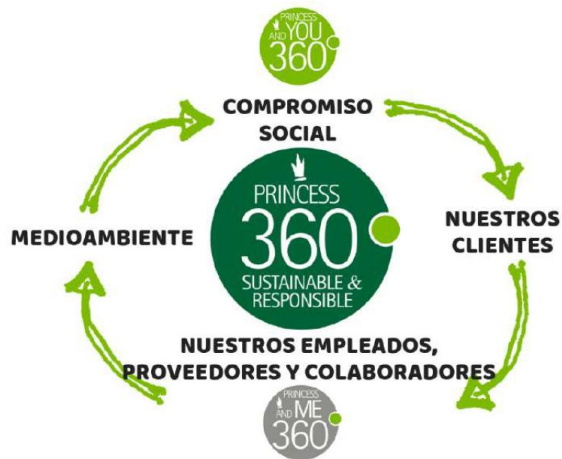 PRINCESS
AND YOU
360
COMPROMISO
SOCIAL
MEDIOAMBIENTE
PRINCESS
360
SUSTAINABLE &
RESPONSIBLE
NUESTROS
CLIENTES
NUESTROS EMPLEADOS,
PROVEEDORES Y COLABORADORES
PRINCESS
AND ME
360